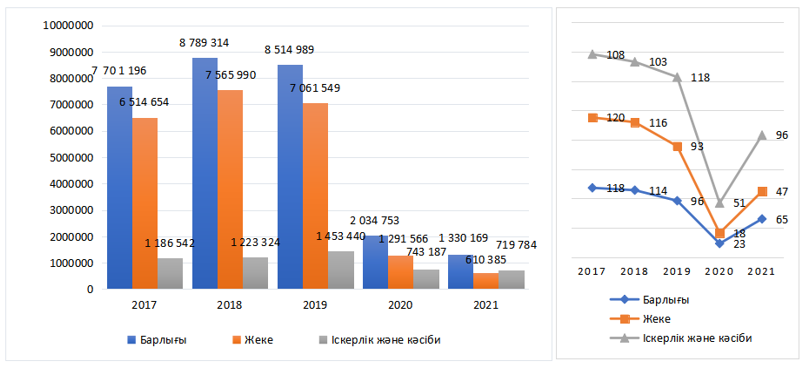 10000000
9000000
8000000
7000000
6000000
5000000
4000000
3000000
2000000
1000000
0
7 70 1 196
8 789 314
8 514 989
2 034 753
1 330 169
6 514 654
7 565 990
7 061 549
1 291 566
610 385
1 186 542
1 223 324
1 453 440
743 187
719 784
2017 2018 2019 2020 2021
Барлығы Жеке Іскерлік және кәсіби
108 103 118 51 96
120 116 93 18 47
118 114 96 23 65
2017 2018 2019 2020 2021
Барлығы
Жеке
Іскерлік және кәсіби